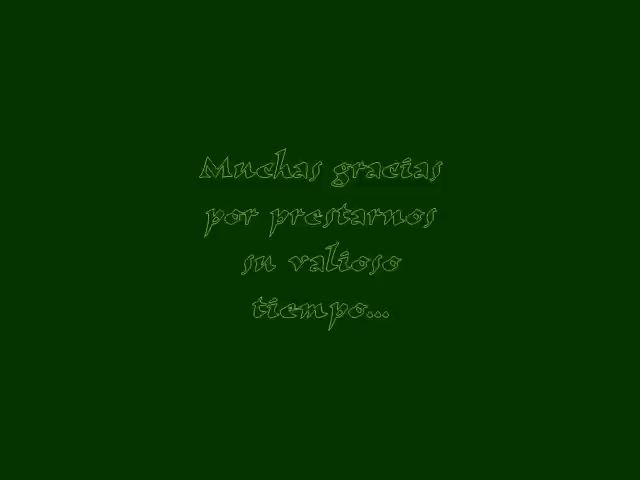 Muchas gracias
por prestarnos
su valioso
tiempo...